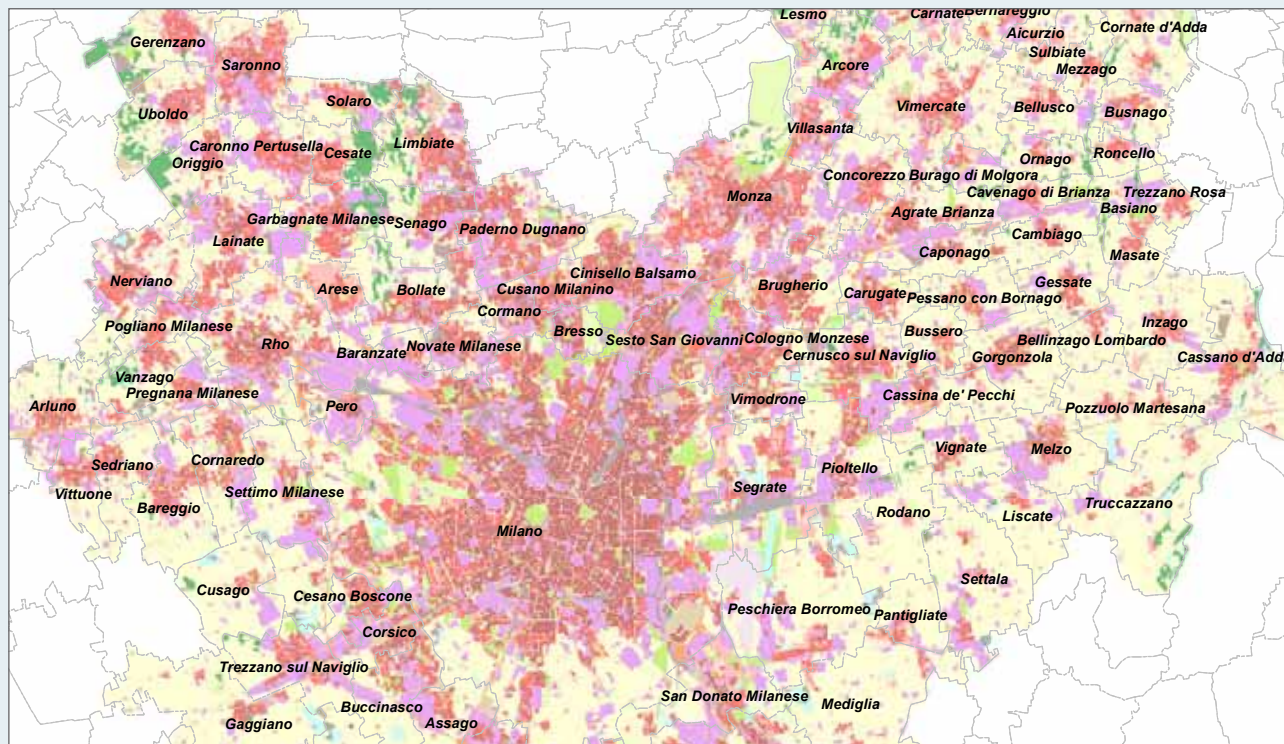 Lesmo
Carnate
Bernareggio
Gerenzano
Aicurzio
Cornate d'Adda
Saronno
Sulbiate
Arcore
Mezzago
Solaro
Uboldo
Vimercate
Bellusco
Busnago
Villasanta
Caronno Pertusella
Cesate
Limbiate
Origgio
Ornago
Roncello
Concorezzo
Burago di Molgora
Monza
Cavenago di Brianza
Trezzano Rosa
Garbagnate Milanese
Senago
Agrate Brianza
Basiano
Paderno Dugnano
Lainate
Cambiago
Caponago
Masate
Cinisello Balsamo
Nerviano
Arese
Bollate
Cusano Milanino
Brugherio
Carugate
Pessano con Bornago
Gessate
Cormano
Pogliano Milanese
Bresso
Inzago
Rho
Baranzate
Novate Milanese
Sesto San Giovanni
Cologno Monzese
Bussero
Bellinzago Lombardo
Cernusco sul Naviglio
Gorgonzola
Cassano d'Adda
Vanzago
Pregnana Milanese
Arluno
Pero
Vimodrone
Cassina de' Pecchi
Pozzuolo Martesana
Vignate
Melzo
Sedriano
Cornaredo
Pioltello
Vittuone
Settimo Milanese
Segrate
Bareggio
Truccazzano
Rodano
Liscate
Milano
Settala
Cusago
Cesano Boscone
Peschiera Borromeo
Pantigliate
Corsico
Trezzano sul Naviglio
San Donato Milanese
Mediglia
Buccinasco
Gaggiano
Assago